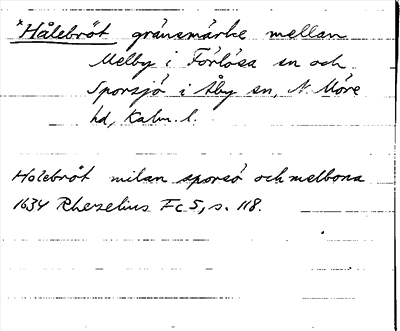 *Hålebröt gränsmärke mellan
Melby i Förlösa sn och
Sporsjö i Åby sn, N. Möre
hd, Kalm. l.
Holebröt milan sporsö och melbona
1634 Rhezelius Fc 5, s. 118.